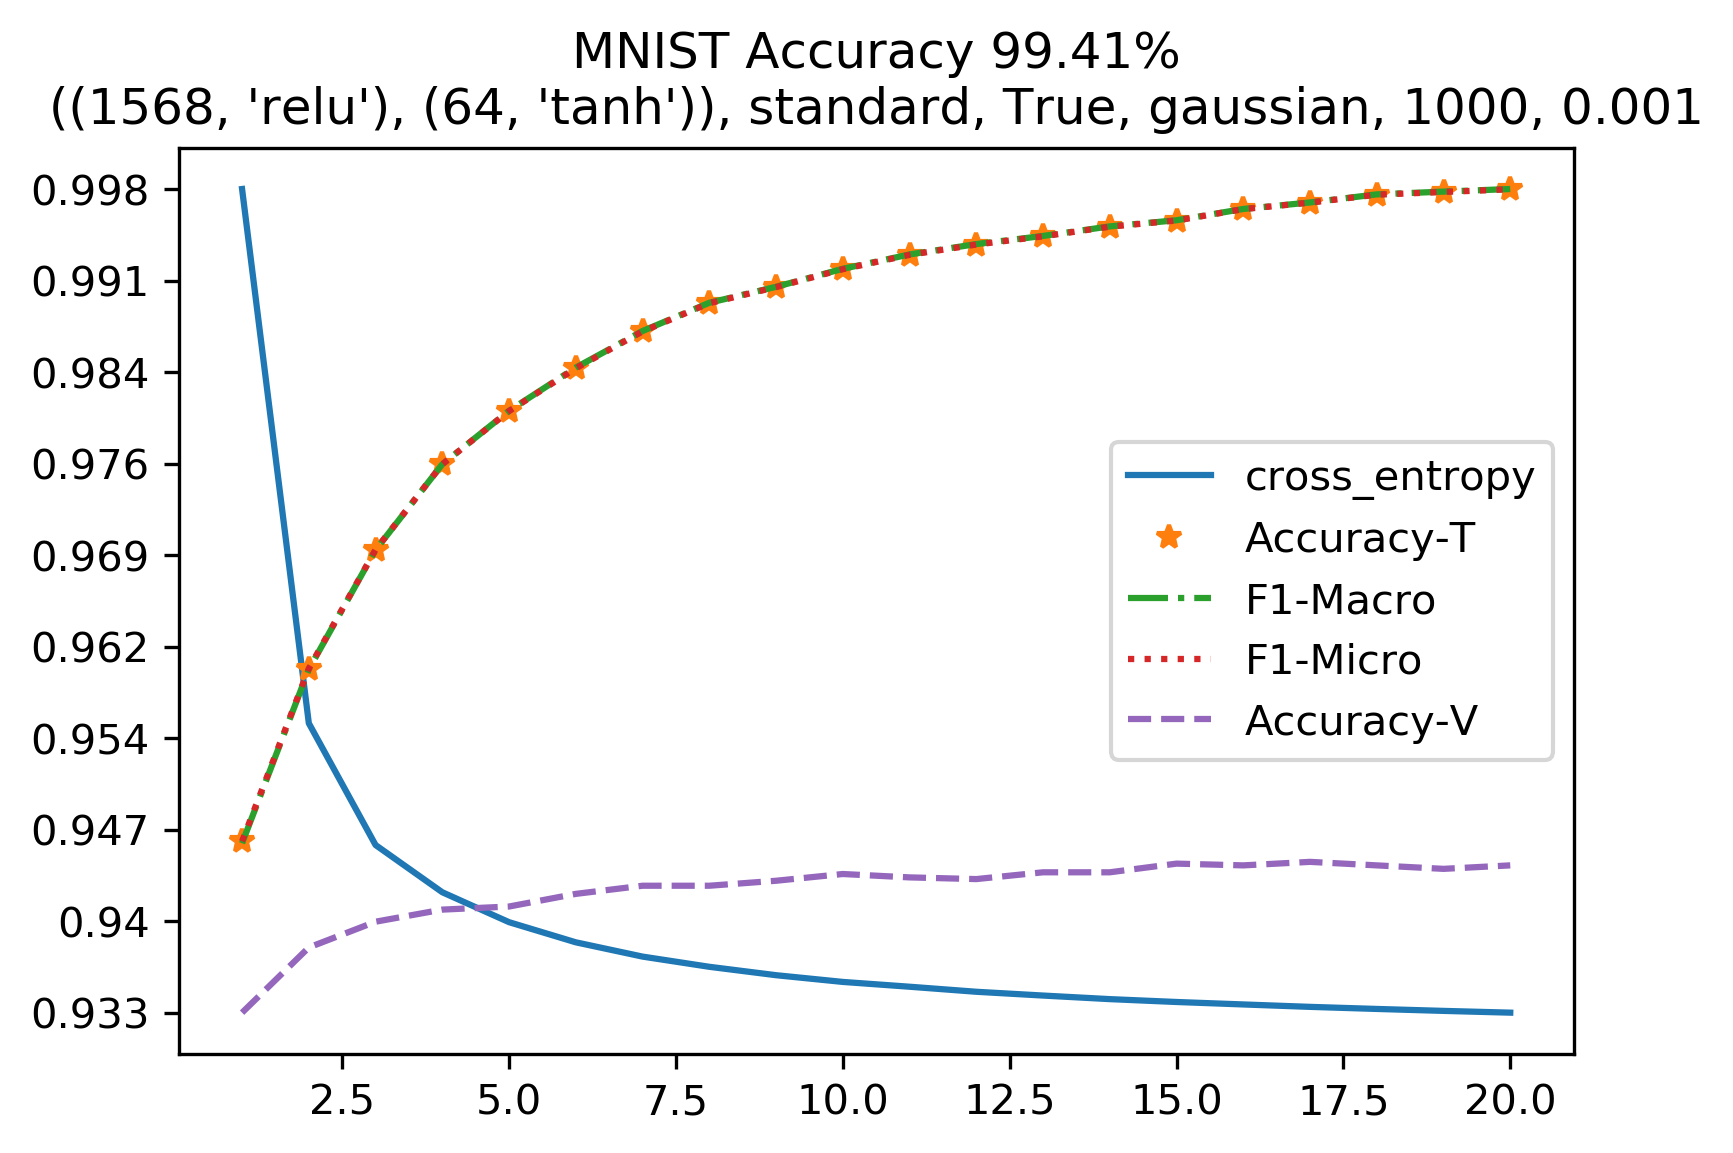 MNIST Accuracy 99.41%
((1568, 'relu'), (64, 'tanh')), standard, True, gaussian, 1000, 0.001
0.998
0.991
0.984
0.976
0.969
0.962
0.954
0.947
0.94
0.933
cross_entropy
Accuracy-T
F1-Macro
F1-Micro
Accuracy-V
2.5 5.0 7.5 10.0 12.5 15.0 17.5 20.0